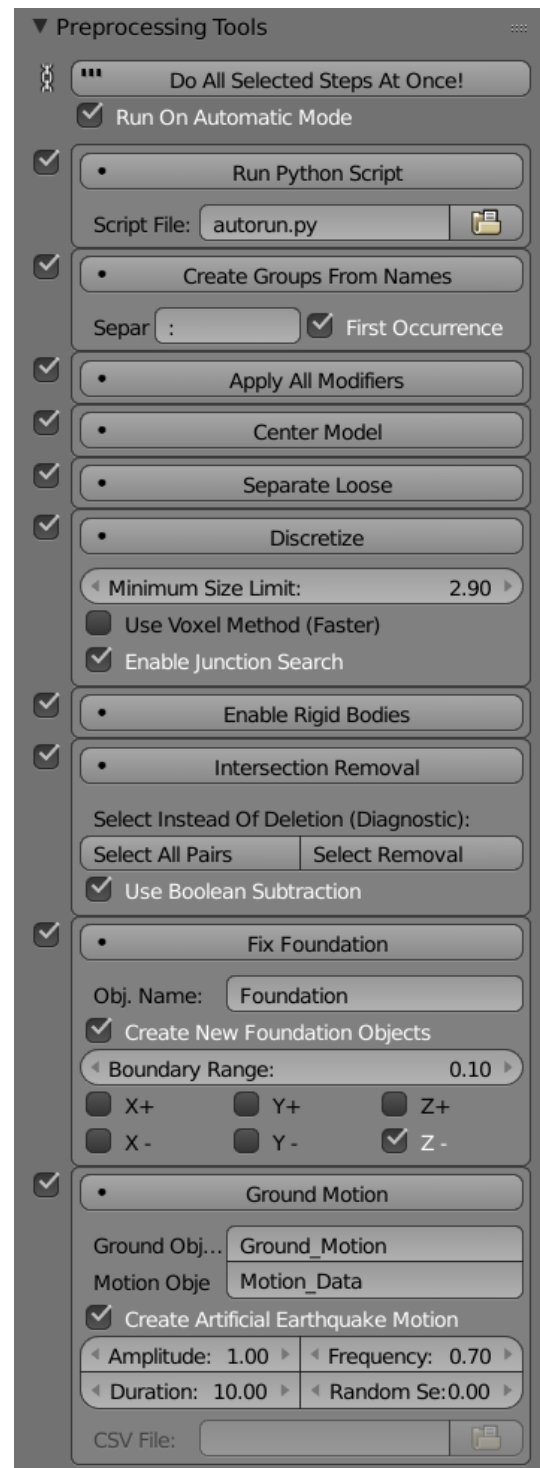 Preprocessing Tools
Do All Selected Steps At Once!
Run On Automatic Mode
Run Python Script
Script File: autorun.py
Create Groups From Names
Separ : First Occurrence
Apply All Modifiers
Center Model
Separate Loose
Discretize
Minimum Size Limit: 2.90
Use Voxel Method (Faster)
Enable Junction Search
Enable Rigid Bodies
Intersection Removal
Select Instead Of Deletion (Diagnostic):
Select All Pairs Select Removal
Use Boolean Subtraction
Fix Foundation
Obj. Name: Foundation
Create New Foundation Objects
Boundary Range: 0.10
X+ Y+ Z+
X - Y - Z -
Ground Motion
Ground Obj... Ground_Motion
Motion Obje Motion_Data
Create Artificial Earthquake Motion
Amplitude: 1.00 Frequency: 0.70
Duration: 10.00 Random Se:0.00
CSV File: